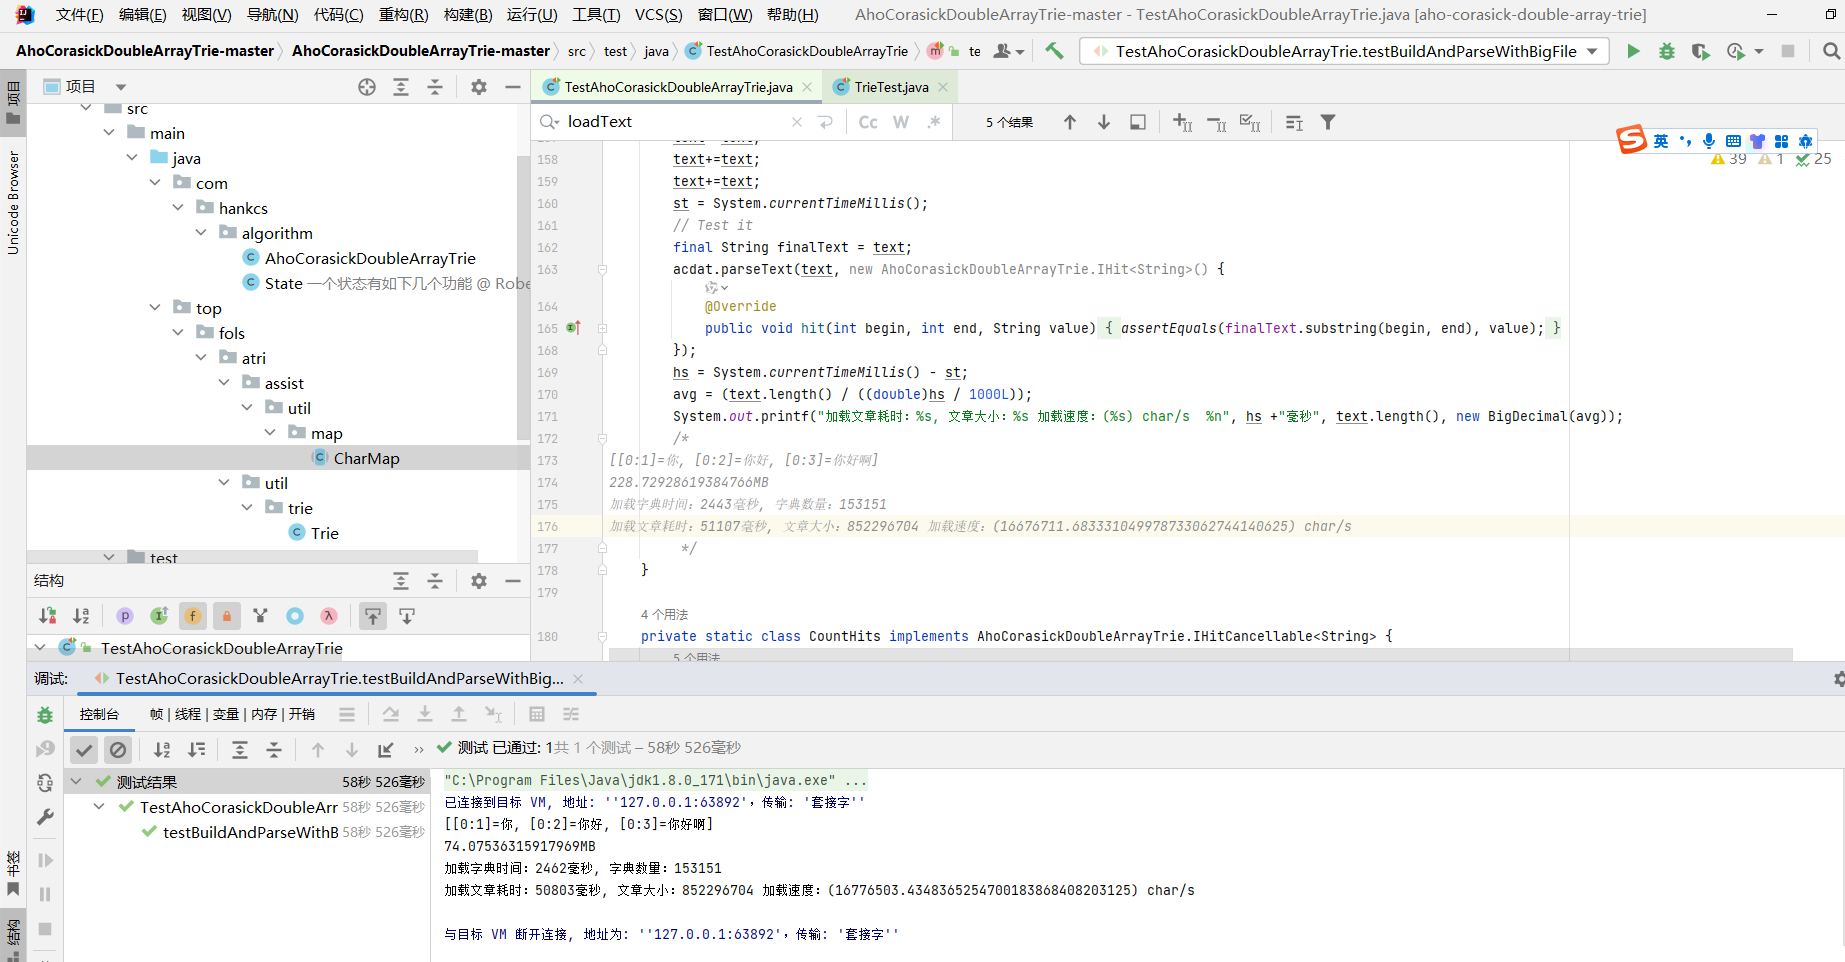 文件(F) 编辑(E) 视图(V) 导航(N) 代码(C) 重构(R) 构建(B) 运行(U) 工具(T) VCS(S) 窗口(W) 帮助(H) AhoCorasickDoubleArrayTrie-master - TestAhoCorasickDoubleArrayTrie.java [aho-corasick-double-array-trie]
AhoCorasickDoubleArrayTrie-master AhoCorasickDoubleArrayTrie-master src test java TestAhoCorasickDoubleArrayTrie te TestAhoCorasickDoubleArrayTrie.testBuildAndParseWithBigFile
项目
Unicode Browser
书签
结构
项目
src
main
java
com
hankcs
algorithm
AhoCorasickDoubleArrayTrie
State 一个状态有如下几个功能 @ Robe
top
fols
atri
assist
util
map
CharMap
util
trie
Trie
test
结构
TestAhoCorasickDoubleArrayTrie
TestAhoCorasickDoubleArrayTrie.java TrieTest.java
loadText Cc W .* 5 个结果
英
39 1 25
158 text+=text;
159 text+=text;
160 st = System.currentTimeMillis();
161 // Test it
162 final String finalText = text;
163 acdat.parseText(text, new AhoCorasickDoubleArrayTrie.IHit<String>() {
164 @Override
165 public void hit(int begin, int end, String value) { assertEquals(finalText.substring(begin, end), value); }
168 });
169 hs = System.currentTimeMillis() - st;
170 avg = (text.length() / ((double)hs / 1000L));
171 System.out.printf("加载文章耗时：%s, 文章大小：%s 加载速度：(%s) char/s  %n", hs +"毫秒", text.length(), new BigDecimal(avg));
172 /*
173 [[0:1]=你, [0:2]=你好, [0:3]=你好啊]
174 228.72928619384766MB
175 加载字典时间：2443毫秒, 字典数量：153151
176 加载文章耗时：51107毫秒, 文章大小：852296704 加载速度：(16676711.683331049978733062744140625) char/s
177 */
178 }
179
4 个用法
180 private static class CountHits implements AhoCorasickDoubleArrayTrie.IHitCancellable<String> {
5 个用法
调试: TestAhoCorasickDoubleArrayTrie.testBuildAndParseWithBig...
控制台 帧 | 线程 | 变量 | 内存 | 开销
测试 已通过: 1共 1 个测试 – 58秒 526毫秒
测试结果 58秒 526毫秒
TestAhoCorasickDoubleArr 58秒 526毫秒
testBuildAndParseWithB 58秒 526毫秒
"C:\Program Files\Java\jdk1.8.0_171\bin\java.exe" ...
已连接到目标 VM, 地址: ''127.0.0.1:63892'，传输: '套接字''
[[0:1]=你, [0:2]=你好, [0:3]=你好啊]
74.07536315917969MB
加载字典时间：2462毫秒, 字典数量：153151
加载文章耗时：50803毫秒, 文章大小：852296704 加载速度：(16776503.4348365254700183868408203125) char/s
与目标 VM 断开连接, 地址为: ''127.0.0.1:63892'，传输: '套接字''